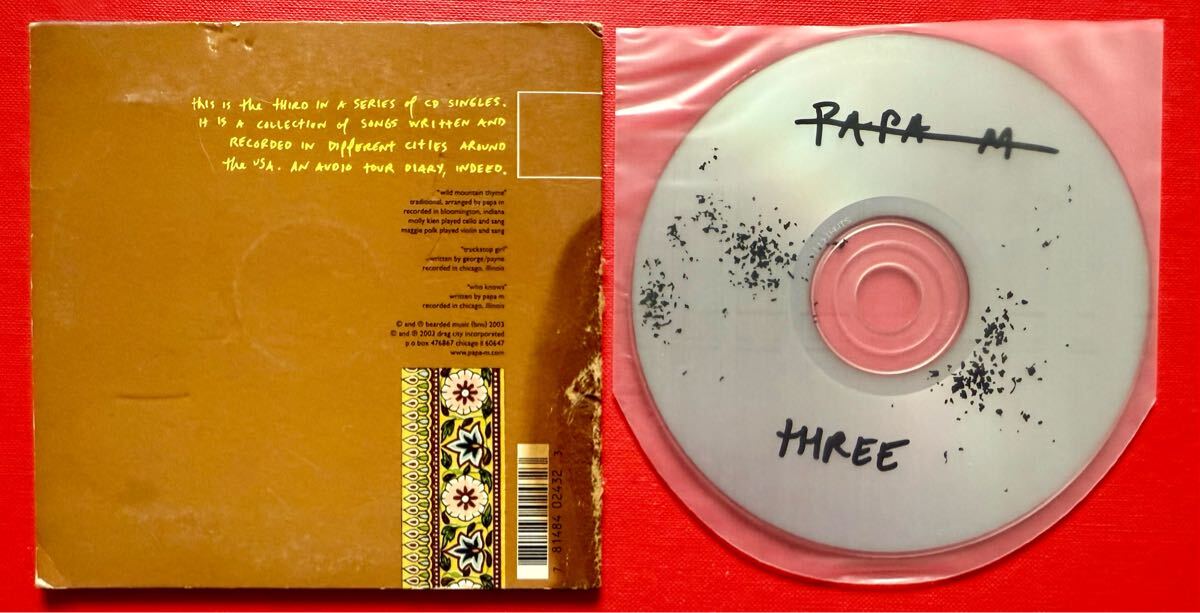 this is the third in a series of CD singles.
it is a collection of songs written and
recorded in different cities around
the USA. an audio tour diary, indeed.
"wild mountain thyme"
traditional, arranged by papa m
recorded in bloomington, indiana
molly kien played cello and sang
maggie polk played violin and sang
"truckstop girl"
written by george/payne
recorded in chicago, illinois
"who knows"
written by papa m
recorded in chicago, illinois
© and ℗ bearded music (bmi) 2003
© and ℗ 2003 drag city incorporated
p o box 476867 chicago il 60647
www.papa-m.com
7 81484 02432 3
PAPA M
THREE